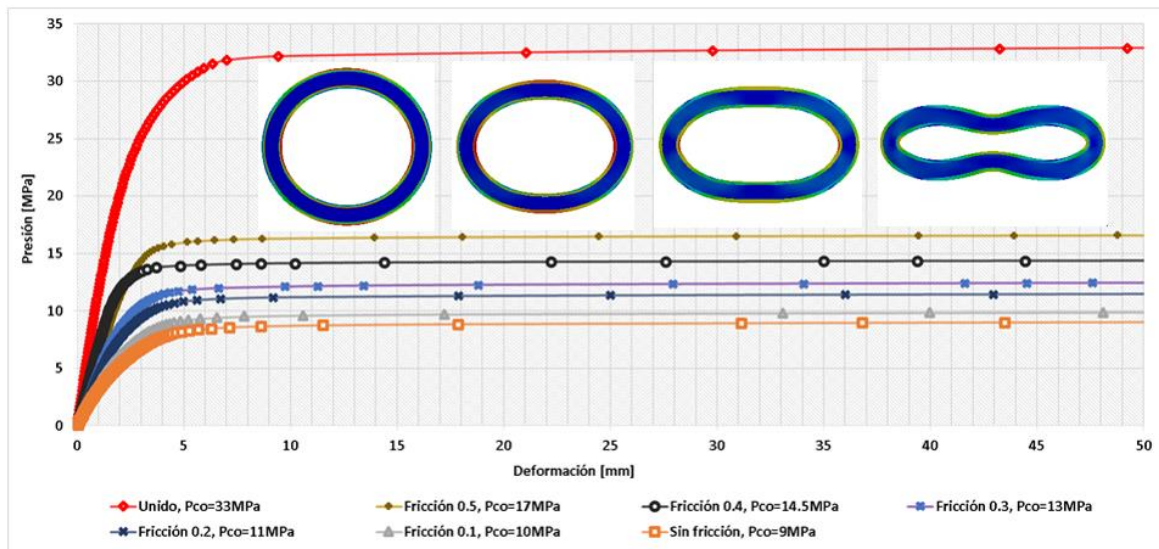 35
30
25
20
15
10
5
0
Presión [MPa]
0 5 10 15 20 25 30 35 40 45 50
Deformación [mm]
Unido, Pco=33MPa Fricción 0.5, Pco=17MPa Fricción 0.4, Pco=14.5MPa Fricción 0.3, Pco=13MPa
Fricción 0.2, Pco=11MPa Fricción 0.1, Pco=10MPa Sin fricción, Pco=9MPa